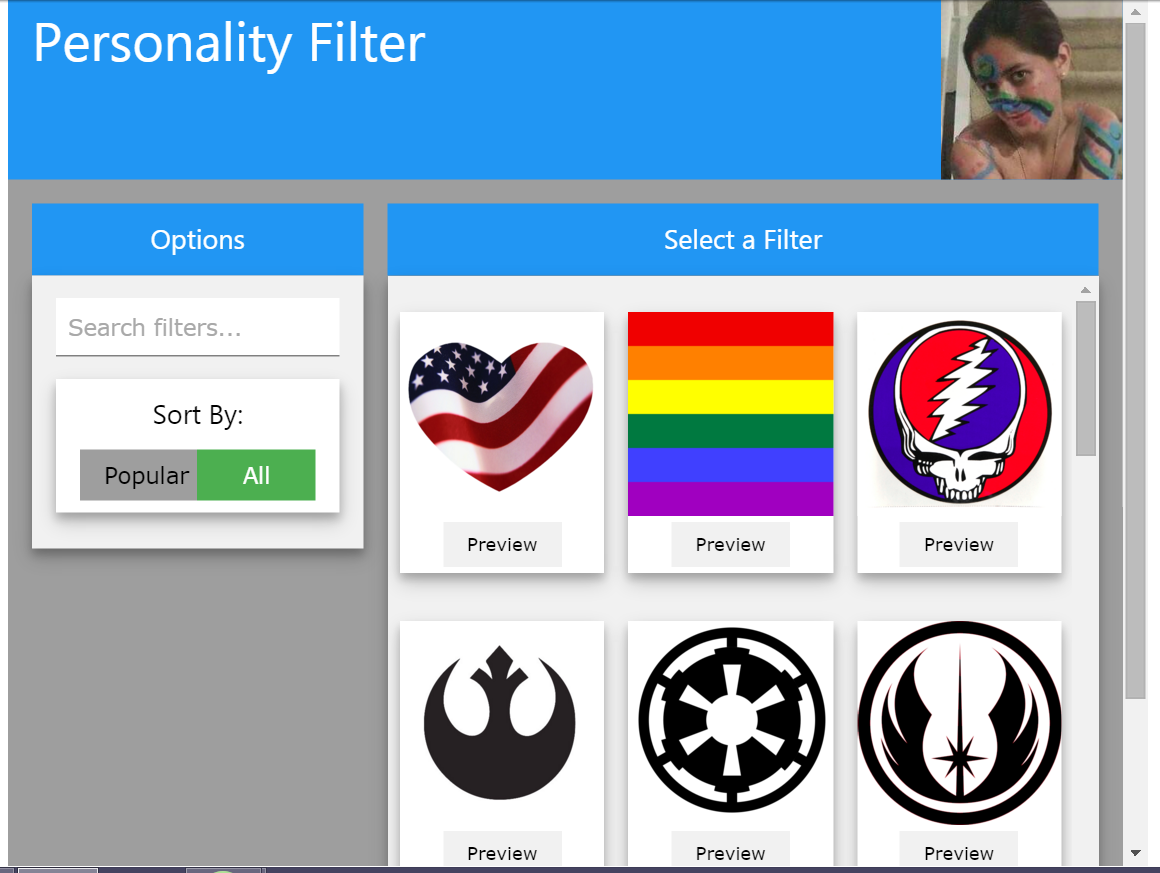 Personality Filter
Options
Select a Filter
Search filters...
Sort By:
Popular All
Preview Preview Preview
Preview Preview Preview